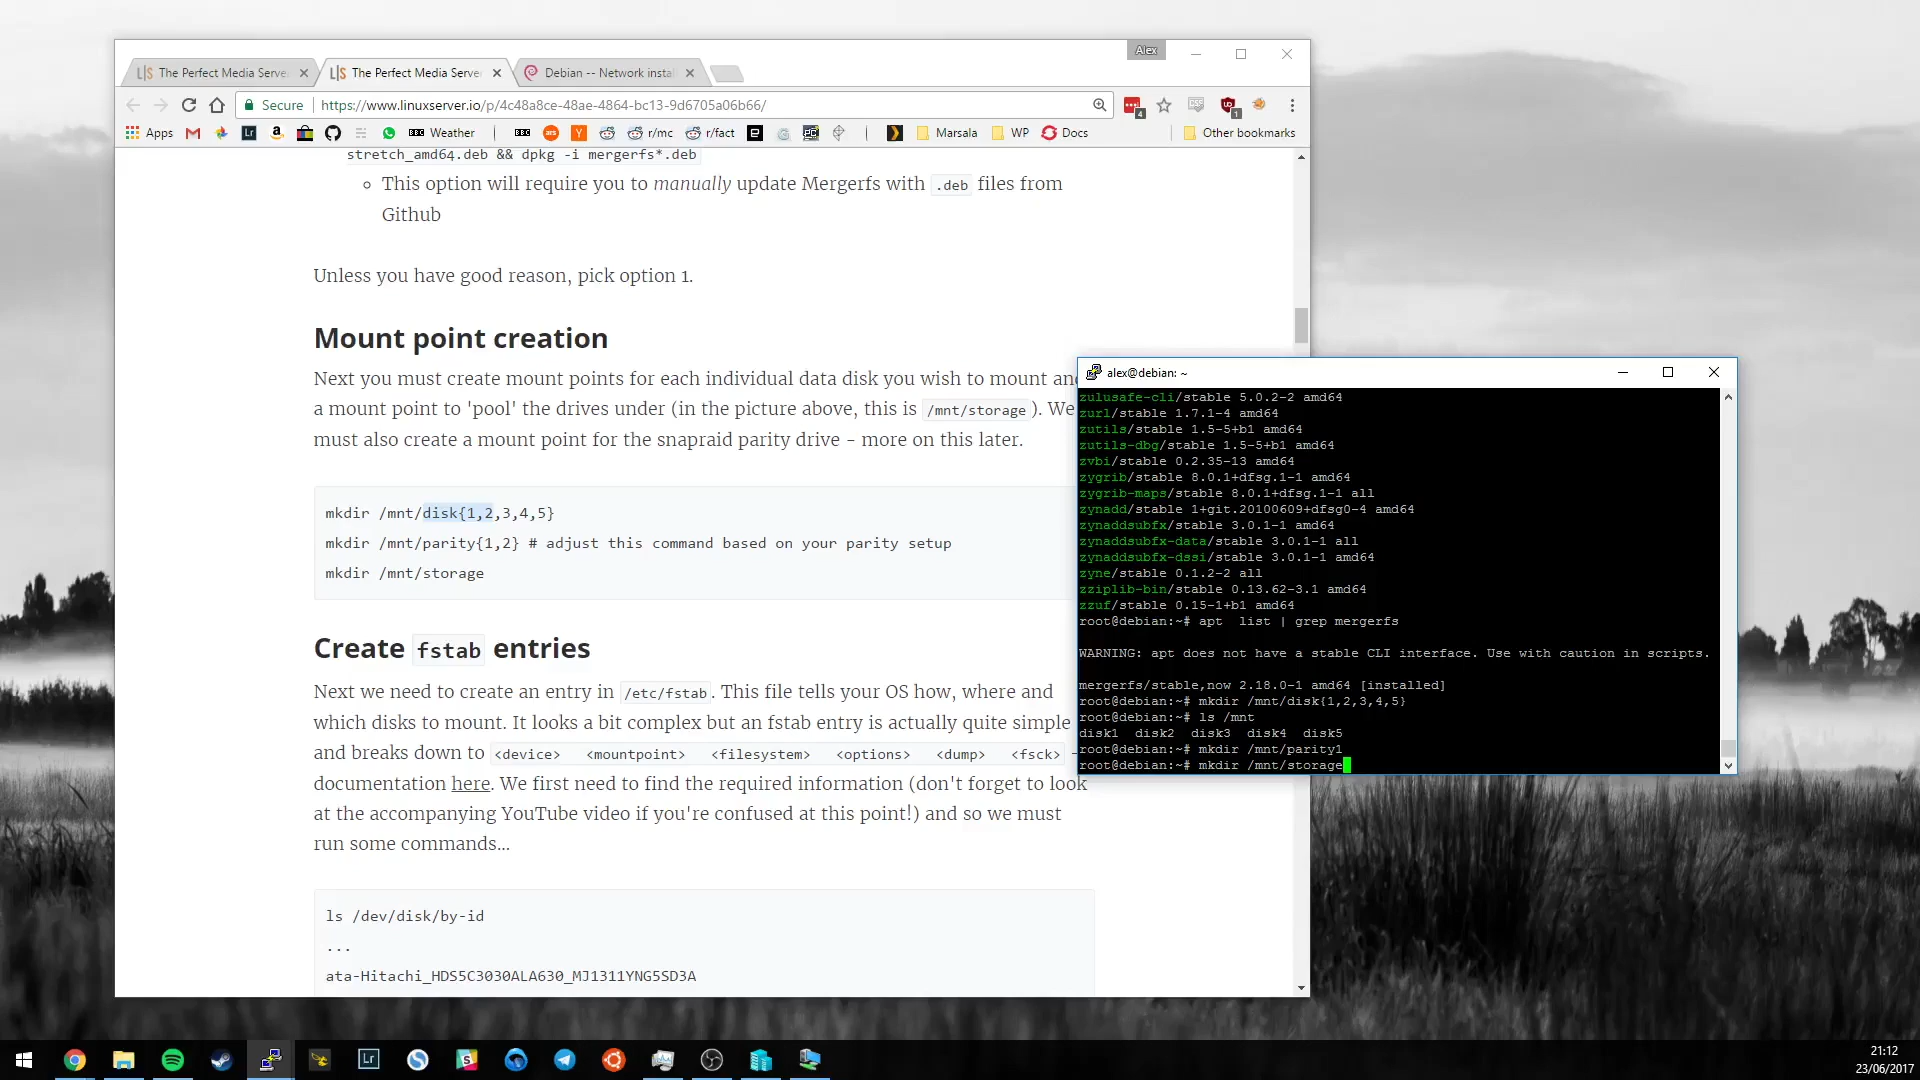 Alex
The Perfect Media Serve
The Perfect Media Server
Debian -- Network instal
Secure
https://www.linuxserver.io/p/4c48a8ce-48ae-4864-bc13-9d6705a06b66/
Apps
Weather
r/mc
r/fact
Marsala
WP
Docs
Other bookmarks
stretch_amd64.deb && dpkg -i mergerfs*.deb
This option will require you to manually update Mergerfs with .deb files from
Github
Unless you have good reason, pick option 1.
Mount point creation
Next you must create mount points for each individual data disk you wish to mount and
a mount point to 'pool' the drives under (in the picture above, this is /mnt/storage). We
must also create a mount point for the snapraid parity drive - more on this later.
mkdir /mnt/disk{1,2,3,4,5}
mkdir /mnt/parity{1,2} # adjust this command based on your parity setup
mkdir /mnt/storage
Create fstab entries
Next we need to create an entry in /etc/fstab. This file tells your OS how, where and
which disks to mount. It looks a bit complex but an fstab entry is actually quite simple
and breaks down to <device> <mountpoint> <filesystem> <options> <dump> <fsck> -
documentation here. We first need to find the required information (don't forget to look
at the accompanying YouTube video if you're confused at this point!) and so we must
run some commands...
ls /dev/disk/by-id
...
ata-Hitachi_HDS5C3030ALA630_MJ1311YNG5SD3A
alex@debian: ~
zulusafe-cli/stable 5.0.2-2 amd64
zurl/stable 1.7.1-4 amd64
zutils/stable 1.5-5+b1 amd64
zutils-dbg/stable 1.5-5+b1 amd64
zvbi/stable 0.2.35-13 amd64
zygrib/stable 8.0.1+dfsg.1-1 amd64
zygrib-maps/stable 8.0.1+dfsg.1-1 all
zynadd/stable 1+git.20100609+dfsg0-4 amd64
zynaddsubfx/stable 3.0.1-1 amd64
zynaddsubfx-data/stable 3.0.1-1 all
zynaddsubfx-dssi/stable 3.0.1-1 amd64
zyne/stable 0.1.2-2 all
zziplib-bin/stable 0.13.62-3.1 amd64
zzuf/stable 0.15-1+b1 amd64
root@debian:~# apt  list | grep mergerfs
WARNING: apt does not have a stable CLI interface. Use with caution in scripts.
mergerfs/stable,now 2.18.0-1 amd64 [installed]
root@debian:~# mkdir /mnt/disk{1,2,3,4,5}
root@debian:~# ls /mnt
disk1  disk2  disk3  disk4  disk5
root@debian:~# mkdir /mnt/parity1
root@debian:~# mkdir /mnt/storage
21:12
23/06/2017